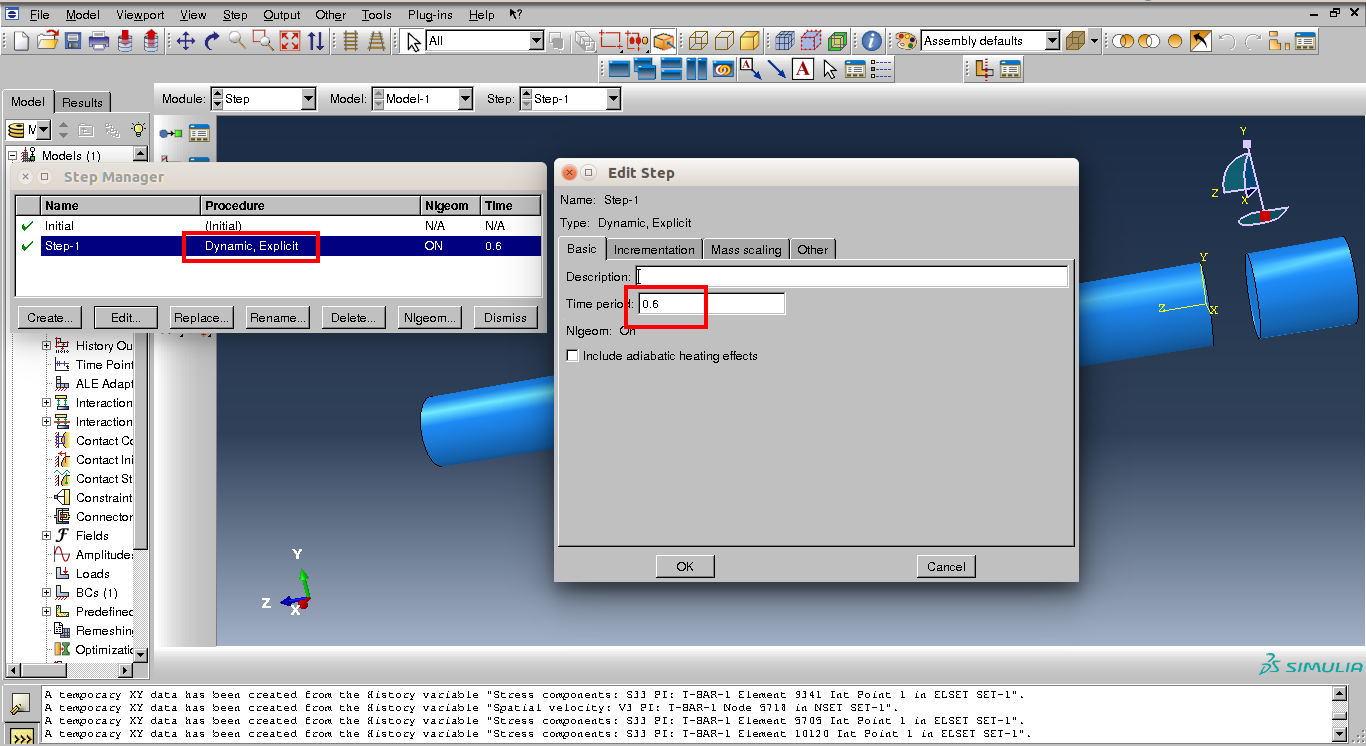 File Model Viewport View Step Output Other Tools Plug-ins Help
All
Assembly defaults
A
A
Model Results
Module: Step Model: Model-1 Step: Step-1
M
Models (1)
Step Manager
Name Procedure Nlgeom Time
Initial (Initial) N/A N/A
Step-1 Dynamic, Explicit ON 0.6
Create... Edit... Replace... Rename... Delete... Nlgeom... Dismiss
Edit Step
Name: Step-1
Type: Dynamic, Explicit
Basic Incrementation Mass scaling Other
Description:
Time period: 0.6
Nlgeom: On
Include adiabatic heating effects
OK Cancel
Y
Z
X
Y
Z
X
History Ou
Time Point
ALE Adapt
Interaction
Interaction
Contact Co
Contact Ini
Contact St
Constraint
Connector
Fields
Amplitudes
Loads
BCs (1)
Predefined
Remeshin
Optimizatio
Y
Z
X
SIMULIA
A temporary XY data has been created from the History variable "Stress components: S33 PI: T-BAR-1 Element 9341 Int Point 1 in ELSET SET-1".
A temporary XY data has been created from the History variable "Spatial velocity: V3 PI: T-BAR-1 Node 5718 in NSET SET-1".
A temporary XY data has been created from the History variable "Stress components: S33 PI: T-BAR-1 Element 5705 Int Point 1 in ELSET SET-1".
A temporary XY data has been created from the History variable "Stress components: S33 PI: T-BAR-1 Element 10120 Int Point 1 in ELSET SET-1".
>>>